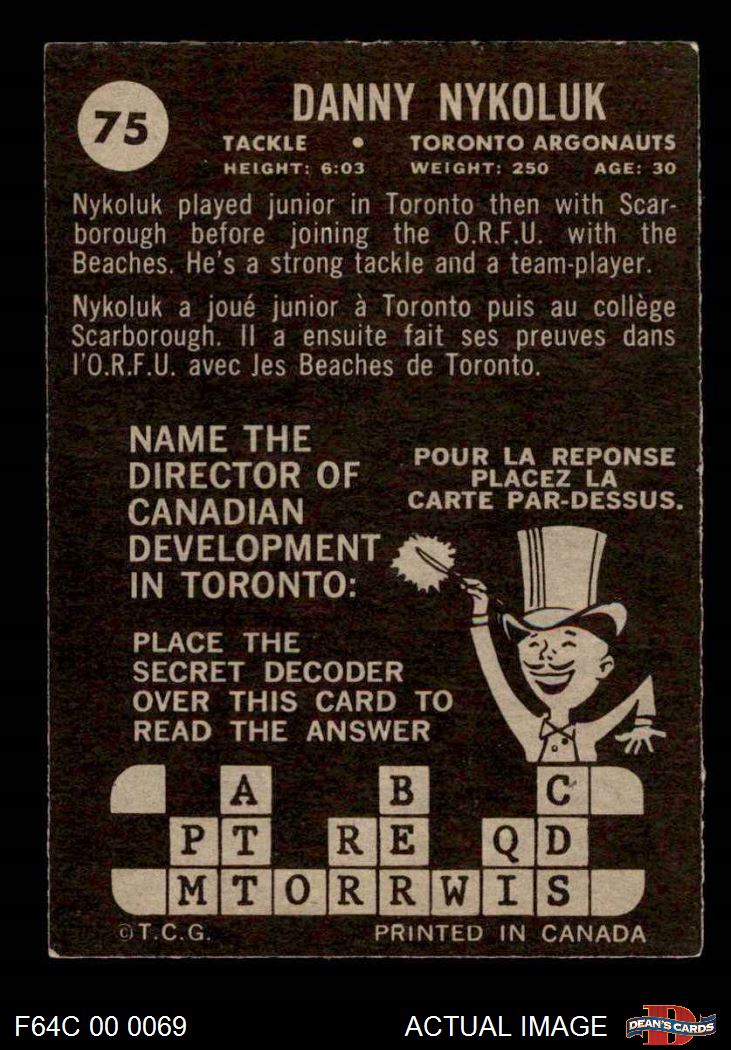 75
DANNY NYKOLUK
TACKLE • TORONTO ARGONAUTS
HEIGHT: 6:03 WEIGHT: 250 AGE: 30
Nykoluk played junior in Toronto then with Scar-
borough before joining the O.R.F.U. with the
Beaches. He's a strong tackle and a team-player.
Nykoluk a joué junior à Toronto puis au collège
Scarborough. Il a ensuite fait ses preuves dans
l'O.R.F.U. avec les Beaches de Toronto.
NAME THE
DIRECTOR OF
CANADIAN
DEVELOPMENT
IN TORONTO:
POUR LA REPONSE
PLACEZ LA
CARTE PAR-DESSUS.
PLACE THE
SECRET DECODER
OVER THIS CARD TO
READ THE ANSWER
A B C
P T R E Q D
M T O R R W I S
©T.C.G. PRINTED IN CANADA
F64C 00 0069 ACTUAL IMAGE D DEAN'S CARDS